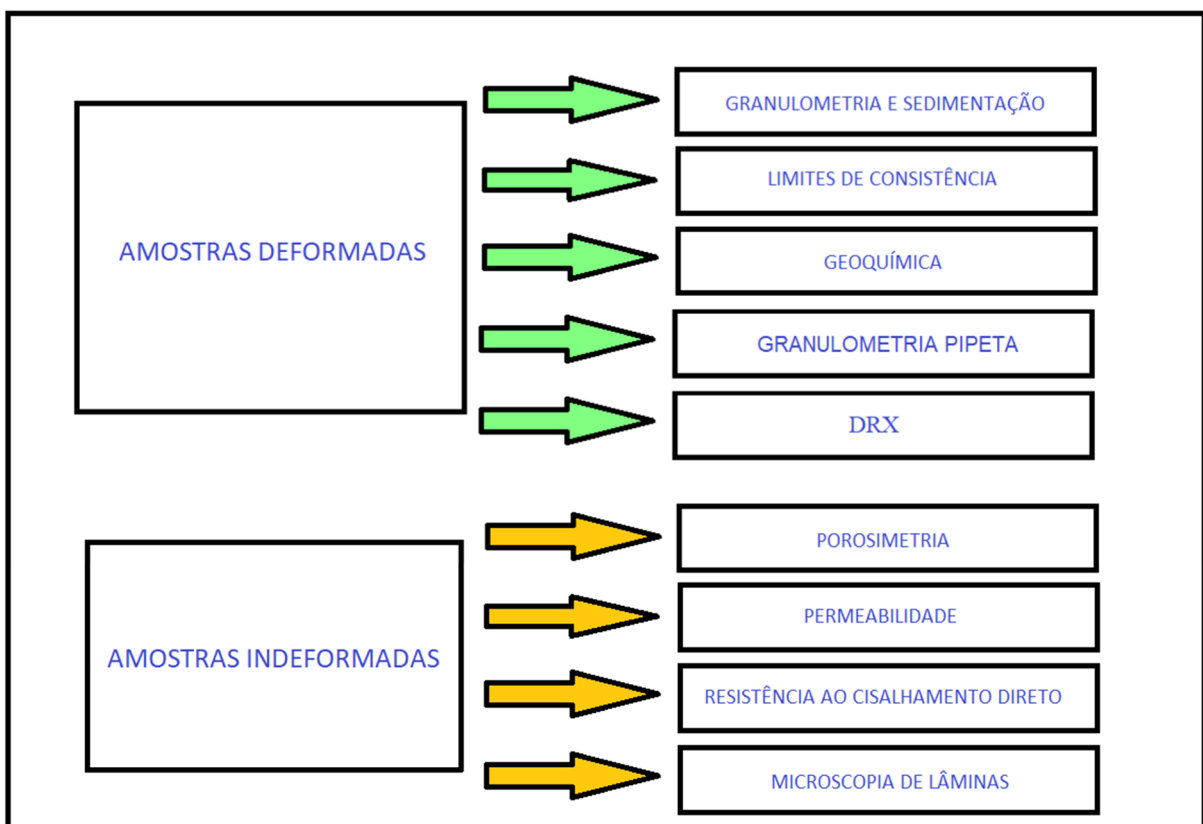 AMOSTRAS DEFORMADAS
GRANULOMETRIA E SEDIMENTAÇÃO
LIMITES DE CONSISTÊNCIA
GEOQUÍMICA
GRANULOMETRIA PIPETA
DRX
AMOSTRAS INDEFORMADAS
POROSIMETRIA
PERMEABILIDADE
RESISTÊNCIA AO CISALHAMENTO DIRETO
MICROSCOPIA DE LÂMINAS